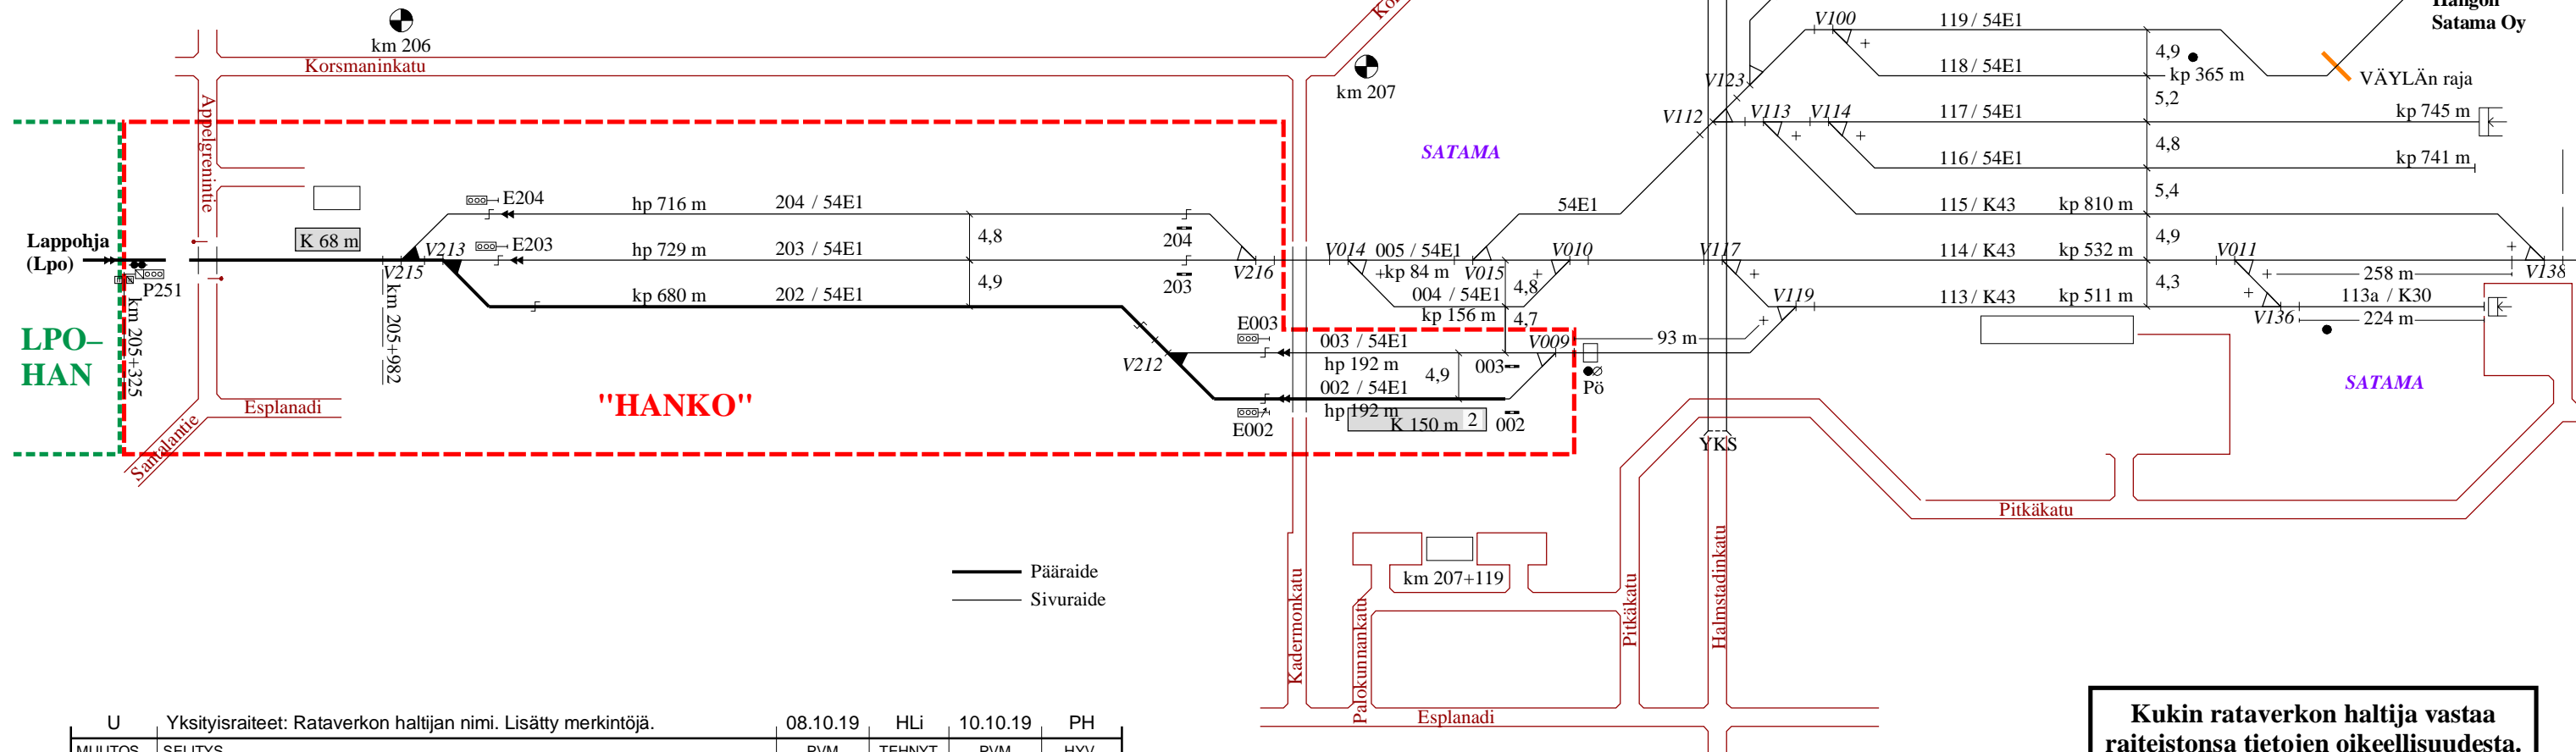 Hangon
Satama Oy
km 206
Korsmaninkatu
km 207
V100
119 / 54E1
4,9
118 / 54E1
kp 365 m
VÄYLÄn raja
V123
5,2
V112
V113
V114
117 / 54E1
kp 745 m
Appelgrenintie
SATAMA
4,8
116 / 54E1
kp 741 m
5,4
E204
hp 716 m
204 / 54E1
54E1
115 / K43
kp 810 m
Lappohja
(Lpo)
K 68 m
V213
E203
hp 729 m
203 / 54E1
4,8
204
V014
005 / 54E1
V010
V117
114 / K43
kp 532 m
4,9
V011
V215
V216
kp 84 m
V015
258 m
V138
P251
kp 680 m
202 / 54E1
4,9
203
004 / 54E1
4,8
V119
113 / K43
kp 511 m
4,3
113a / K30
kp 156 m
4,7
V136
224 m
km 205+325
km 205+982
E003
003 / 54E1
V009
93 m
LPO–
HAN
V212
hp 192 m
003
4,9
Pö
SATAMA
002 / 54E1
Esplanadi
"HANKO"
hp 192 m
E002
K 150 m
2
002
Santalantie
YKS
Pitkäkatu
Pääraide
km 207+119
Sivuraide
Kadermonkatu
Palokunnankatu
Pitkäkatu
Halmstadinkatu
Esplanadi
U Yksityisraiteet: Rataverkon haltijan nimi. Lisätty merkintöjä. 08.10.19 HLi 10.10.19 PH
MUUTOS SELITYS PVM TEHNYT PVM HYV
Kukin rataverkon haltija vastaa
raiteistonsa tietojen oikeellisuudesta.